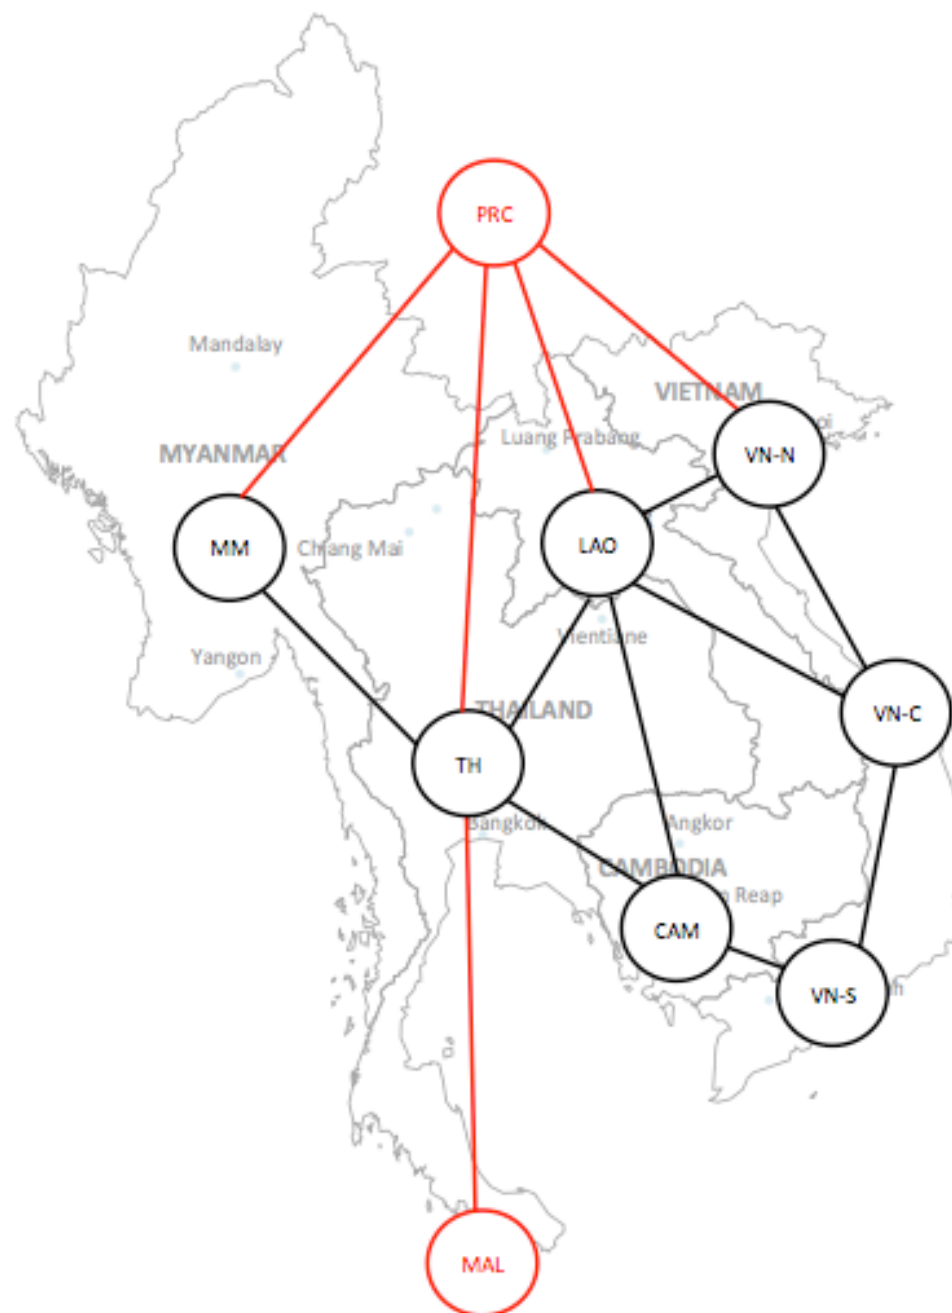 PRC
Mandalay
VIETNAM
Luang Prabang
oi
VN-N
MYANMAR
MM
Chiang Mai
LAO
Vientiane
Yangon
THAILAND
VN-C
TH
Bangkok
Angkor
CAMBODIA
Reap
CAM
VN-S
h
MAL